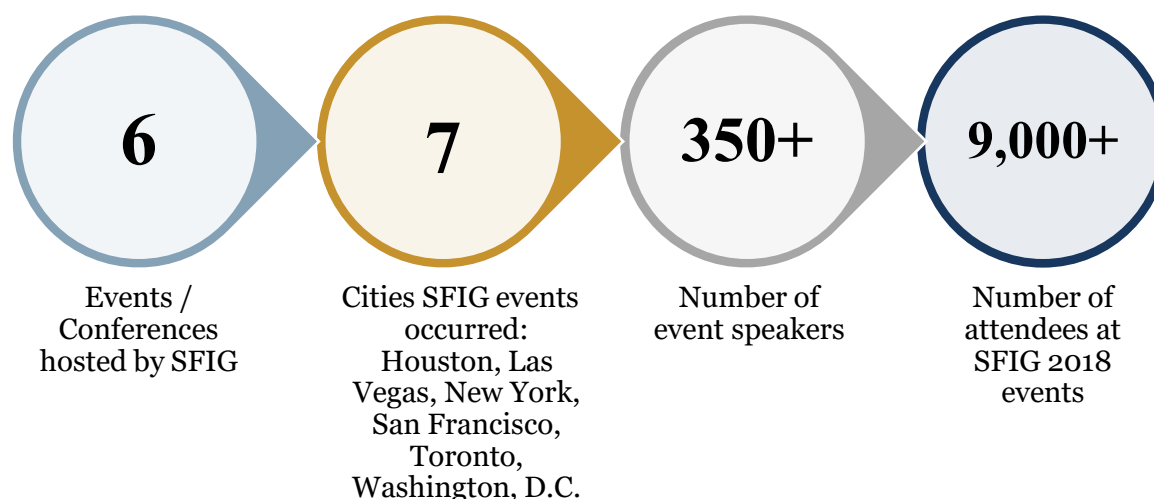 6
Events /
Conferences
hosted by SFIG
7
Cities SFIG events
occurred:
Houston, Las
Vegas, New York,
San Francisco,
Toronto,
Washington, D.C.
350+
Number of
event speakers
9,000+
Number of
attendees at
SFIG 2018
events